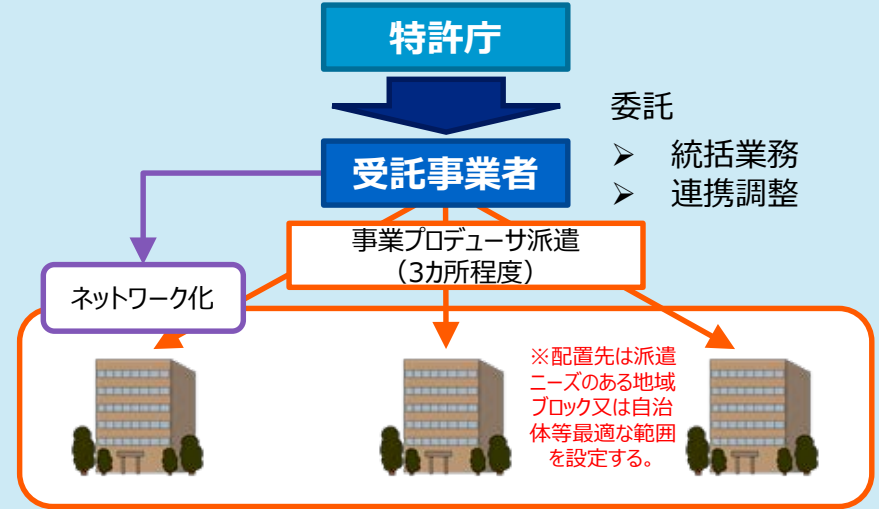 特許庁
委託
➢ 統括業務
➢ 連携調整
受託事業者
事業プロデューサ派遣
（3カ所程度）
ネットワーク化
※配置先は派遣
ニーズのある地域
ブロック又は自治
体等最適な範囲
を設定する。